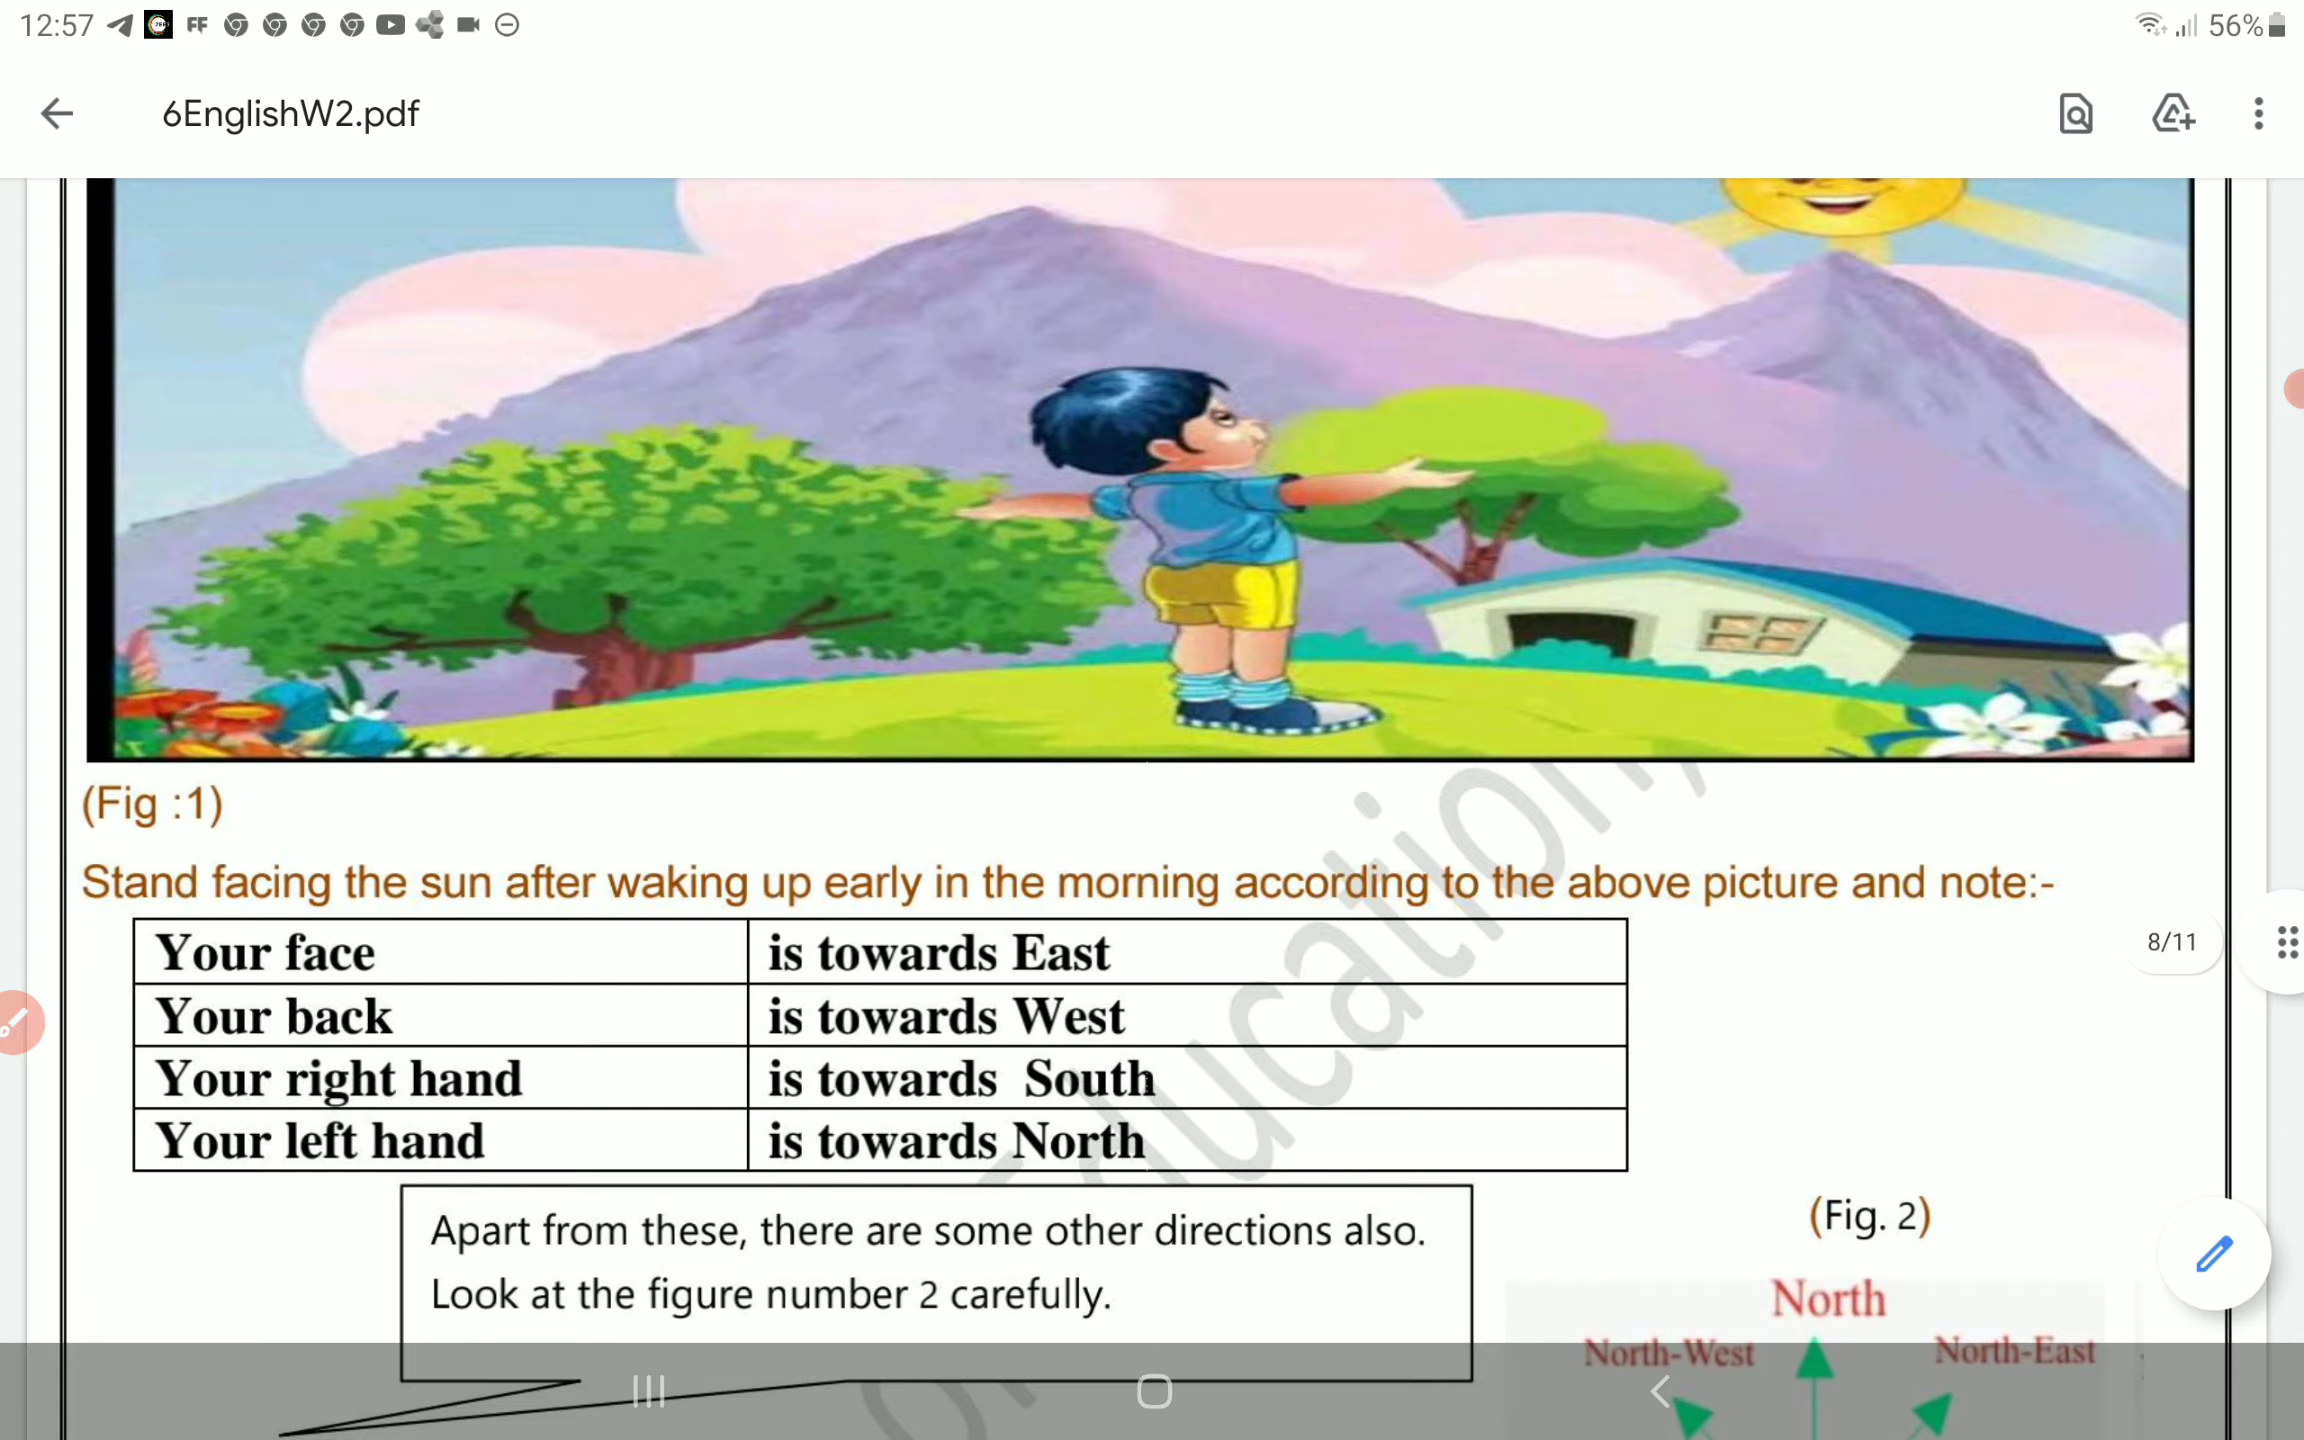 12:57 FF 56%
6EnglishW2.pdf
(Fig :1)
Stand facing the sun after waking up early in the morning according to the above picture and note:-
Your face is towards East
Your back is towards West
Your right hand is towards South
Your left hand is towards North
8/11
Apart from these, there are some other directions also.
Look at the figure number 2 carefully.
(Fig. 2)
North
North-West North-East